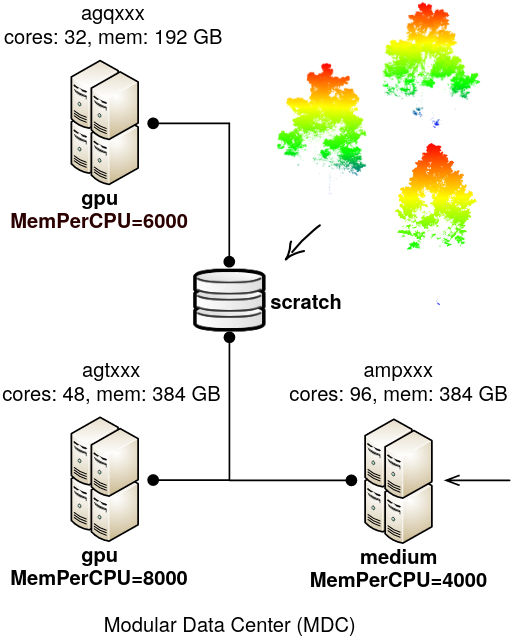 agqxxx
cores: 32, mem: 192 GB
gpu
MemPerCPU=6000
scratch
agtxxx
cores: 48, mem: 384 GB
gpu
MemPerCPU=8000
ampxxx
cores: 96, mem: 384 GB
medium
MemPerCPU=4000
Modular Data Center (MDC)